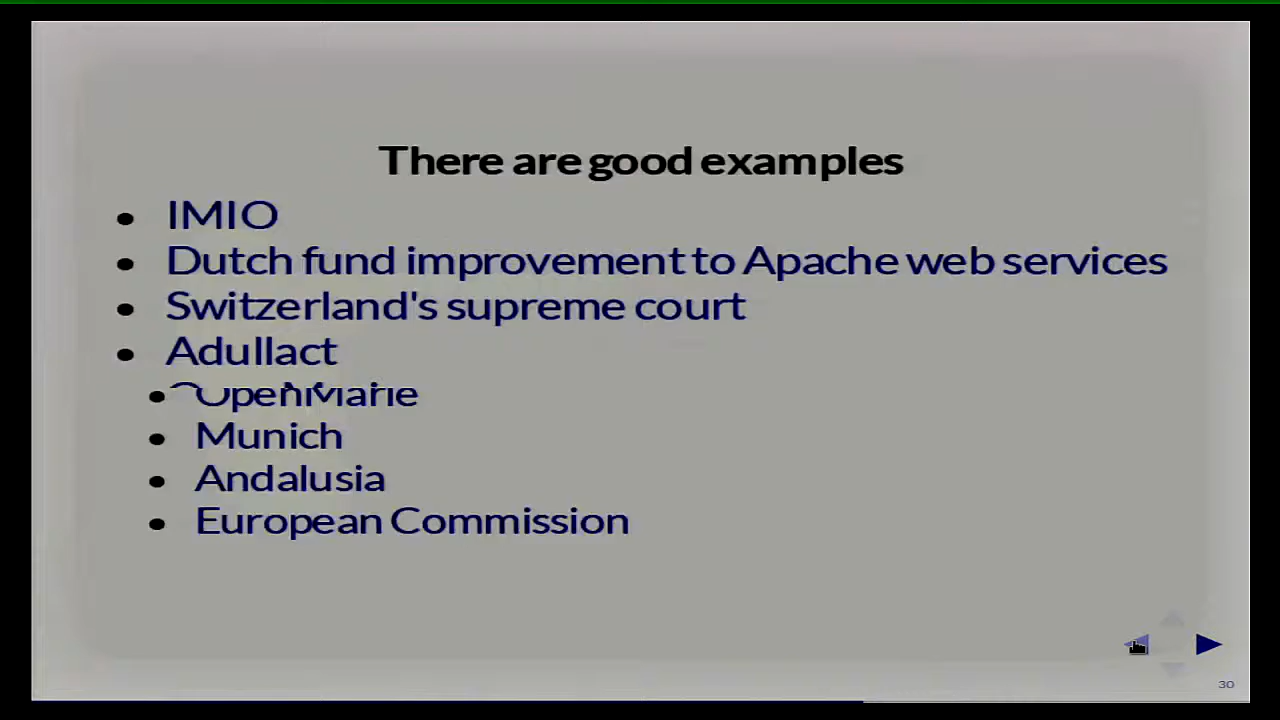 There are good examples
IMIO
Dutch fund improvement to Apache web services
Switzerland's supreme court
Adullact
OpenMairie
Munich
Andalusia
European Commission
30